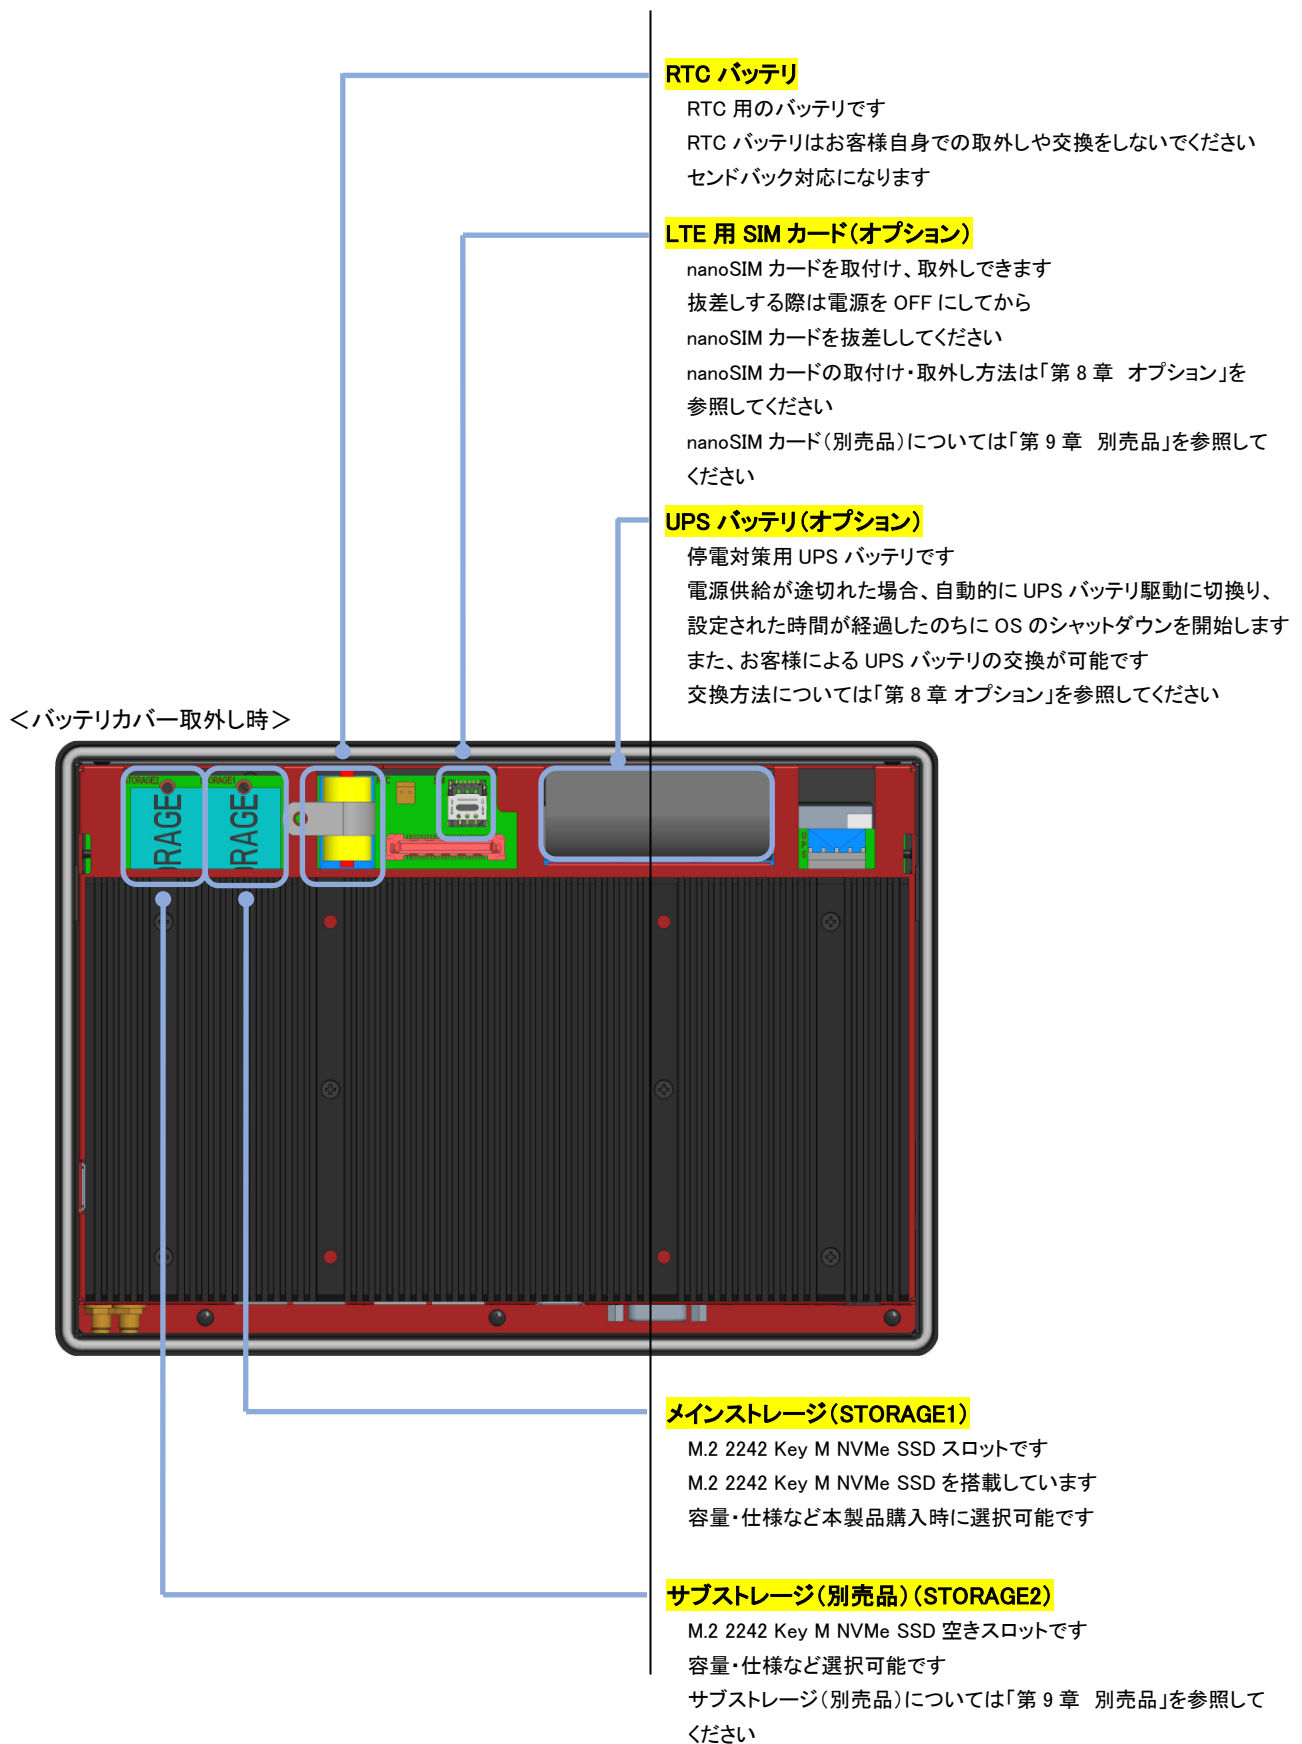 RTC バッテリ
RTC 用のバッテリです
RTC バッテリはお客様自身での取外しや交換をしないでください
センドバック対応になります
LTE 用 SIM カード（オプション）
nanoSIM カードを取付け、取外しできます
抜差しする際は電源を OFF にしてから
nanoSIM カードを抜差ししてください
nanoSIM カードの取付け・取外し方法は「第 8 章 オプション」を
参照してください
nanoSIM カード（別売品）については「第 9 章 別売品」を参照して
ください
UPS バッテリ（オプション）
停電対策用 UPS バッテリです
電源供給が途切れた場合、自動的に UPS バッテリ駆動に切換り、
設定された時間が経過したのちに OS のシャットダウンを開始します
また、お客様による UPS バッテリの交換が可能です
交換方法については「第 8 章 オプション」を参照してください
＜バッテリカバー取外し時＞
STORAGE2
ORAGE1
RAGE
RAGE
UPS
メインストレージ（STORAGE1）
M.2 2242 Key M NVMe SSD スロットです
M.2 2242 Key M NVMe SSD を搭載しています
容量・仕様など本製品購入時に選択可能です
サブストレージ（別売品）（STORAGE2）
M.2 2242 Key M NVMe SSD 空きスロットです
容量・仕様など選択可能です
サブストレージ（別売品）については「第 9 章 別売品」を参照して
ください